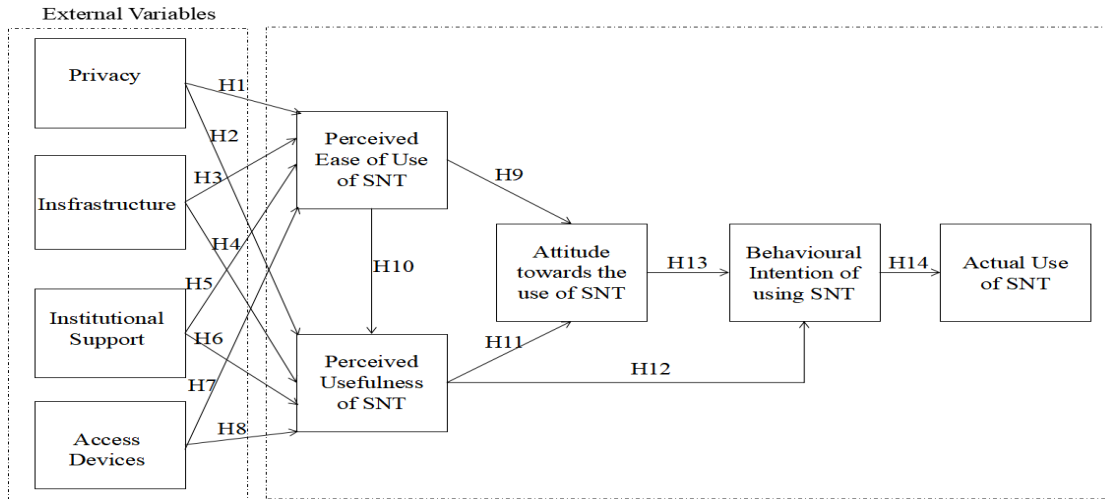 External Variables
Privacy
Insfrastructure
Institutional
Support
Access
Devices
H1
H2
H3
H4
H5
H6
H7
H8
Perceived
Ease of Use
of SNT
H10
Perceived
Usefulness
of SNT
H9
H11
H12
Attitude
towards the
use of SNT
H13
Behavioural
Intention of
using SNT
H14
Actual Use
of SNT